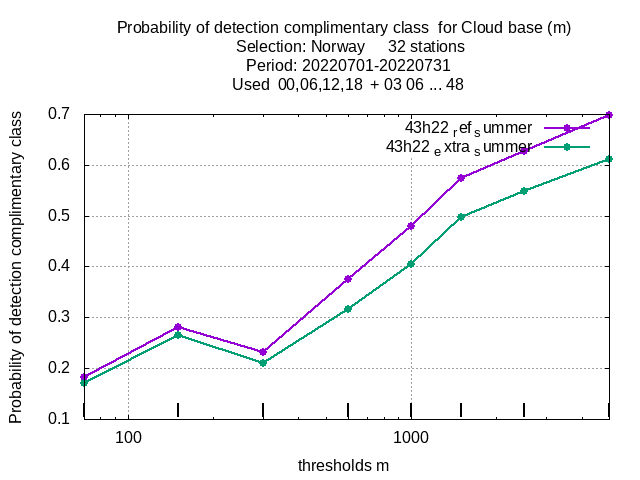 Probability of detection complimentary class  for Cloud base (m)
Selection: Norway     32 stations
Period: 20220701-20220731
Used  00,06,12,18  + 03 06 ... 48
Probability of detection complimentary class
0.7
0.6
0.5
0.4
0.3
0.2
0.1
43h22 ref summer
43h22 extra summer
100
1000
thresholds m